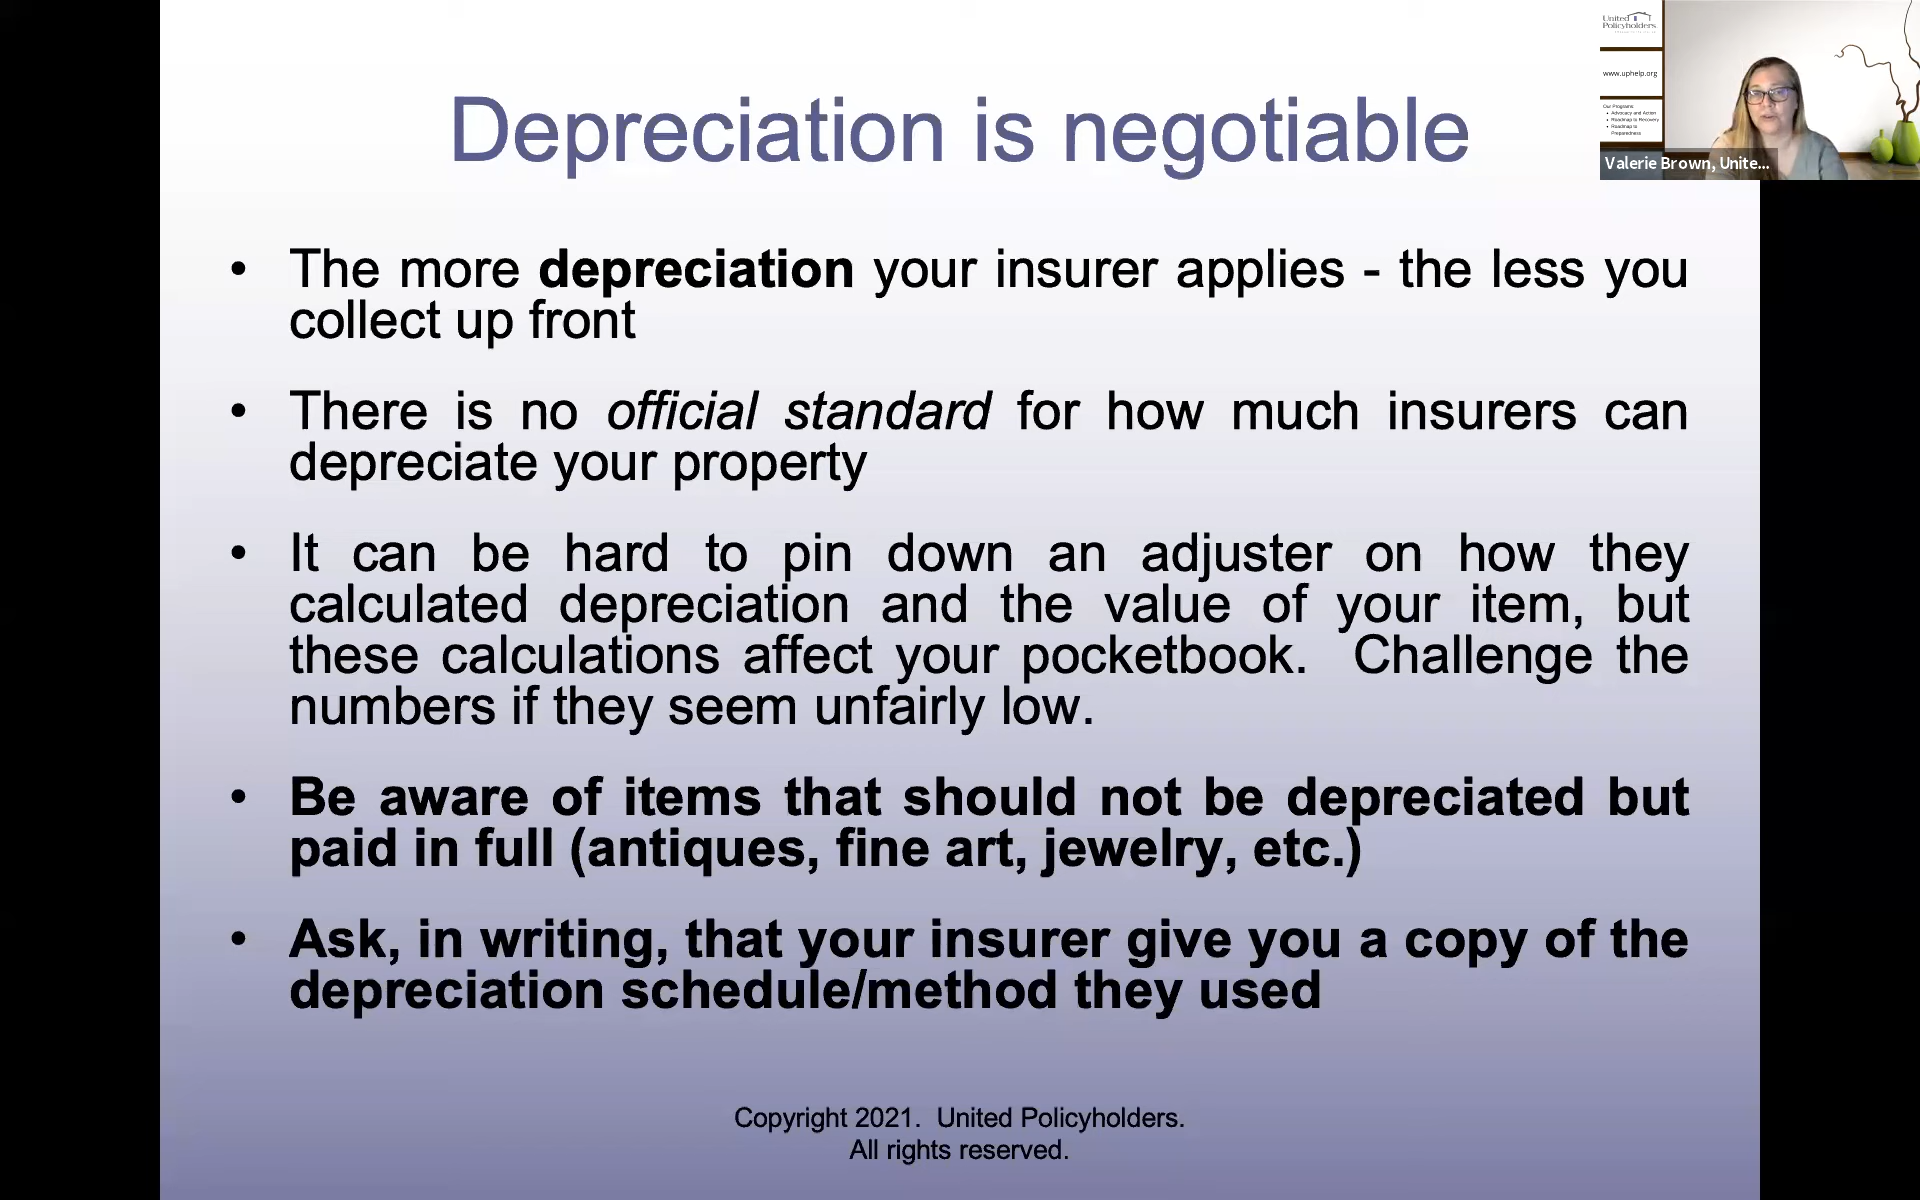 Depreciation is negotiable
• The more depreciation your insurer applies - the less you
collect up front
• There is no official standard for how much insurers can
depreciate your property
• It can be hard to pin down an adjuster on how they
calculated depreciation and the value of your item, but
these calculations affect your pocketbook.  Challenge the
numbers if they seem unfairly low.
• Be aware of items that should not be depreciated but
paid in full (antiques, fine art, jewelry, etc.)
• Ask, in writing, that your insurer give you a copy of the
depreciation schedule/method they used
Copyright 2021.  United Policyholders.
All rights reserved.
United
Policyholders
www.uphelp.org
Our Programs:
• Advocacy and Action
• Roadmap to Recovery
• Roadmap to
Preparedness
Valerie Brown, Unite...